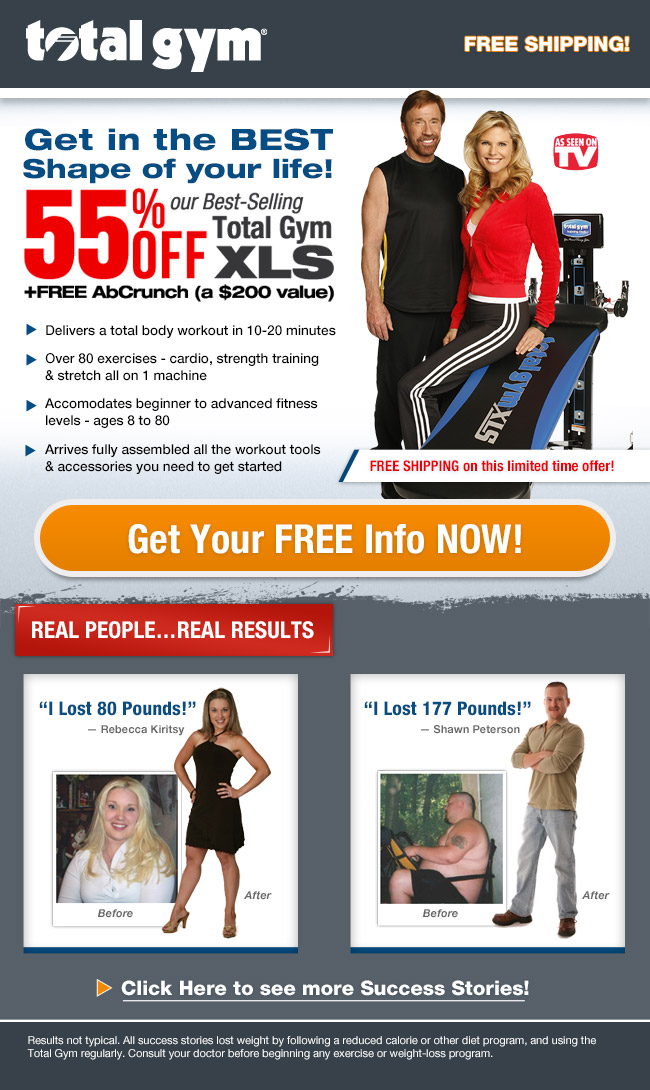 total gym®
FREE SHIPPING!
Get in the BEST
Shape of your life!
55% OFF our Best-Selling
Total Gym
XLS
+FREE AbCrunch (a $200 value)
AS SEEN ON
TV
total gym
Delivers a total body workout in 10-20 minutes
Over 80 exercises - cardio, strength training
& stretch all on 1 machine
Accomodates beginner to advanced fitness
levels - ages 8 to 80
Arrives fully assembled all the workout tools
& accessories you need to get started
totalgym
XLS
FREE SHIPPING on this limited time offer!
Get Your FREE Info NOW!
REAL PEOPLE...REAL RESULTS
“I Lost 80 Pounds!”
— Rebecca Kiritsy
Before
After
“I Lost 177 Pounds!”
— Shawn Peterson
Before
After
Click Here to see more Success Stories!
Results not typical. All success stories lost weight by following a reduced calorie or other diet program, and using the
Total Gym regularly. Consult your doctor before beginning any exercise or weight-loss program.